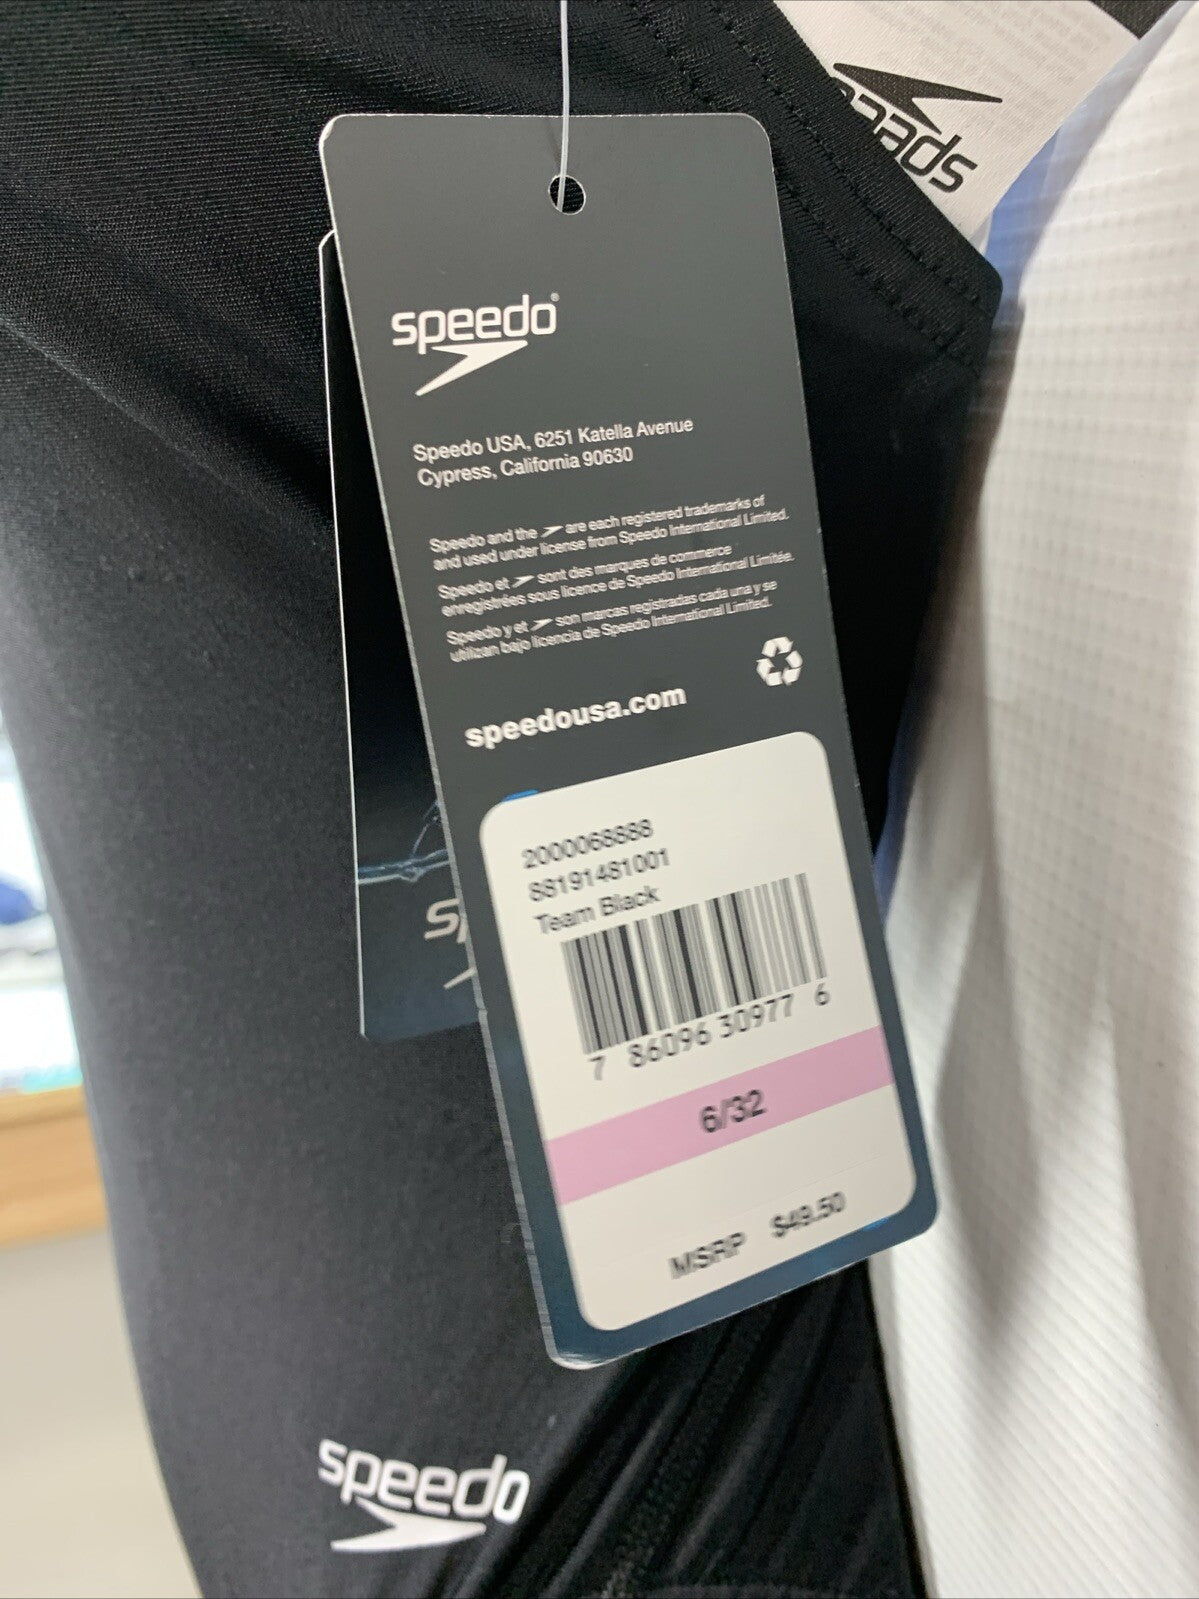 speedo
speedo®
Speedo USA, 6251 Katella Avenue
Cypress, California 90630
Speedo and the are each registered trademarks of
and used under license from Speedo International Limited.
Speedo et sont des marques de commerce
enregistrées sous licence de Speedo International Limitée.
Speedo y et son marcas registradas cada una y se
utilizan bajo licencia de Speedo International Limited.
speedousa.com
2000068888
88191481001
Team Black
7 86096 30977 6
6/32
MSRP $49.50
speedo